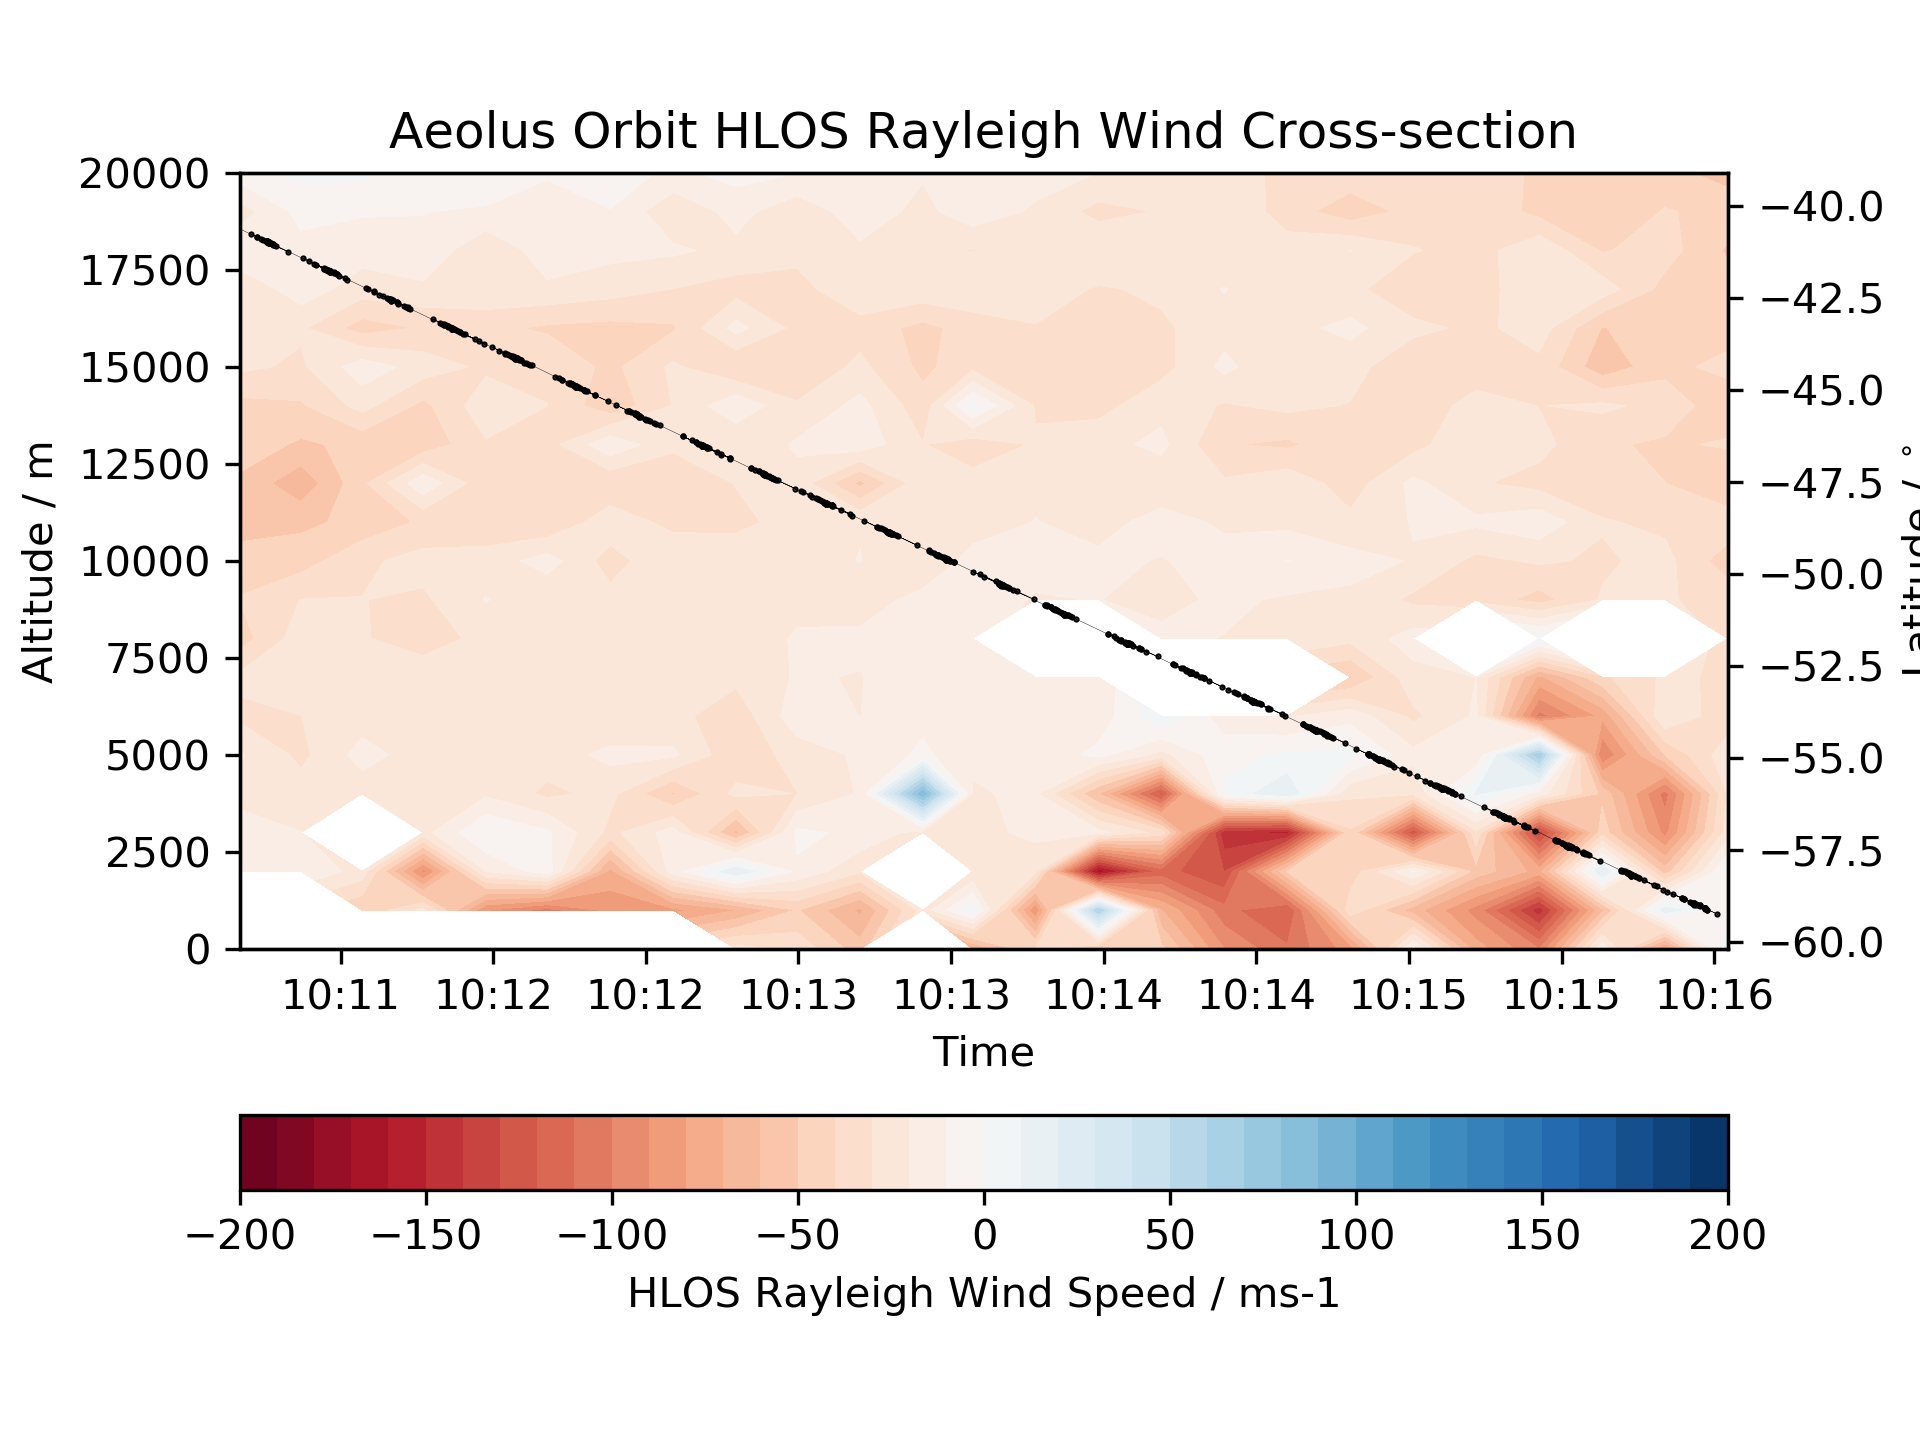 Aeolus Orbit HLOS Rayleigh Wind Cross-section
20000
17500
15000
12500
10000
7500
5000
2500
0
Altitude / m
−40.0
−42.5
−45.0
−47.5
−50.0
−52.5
−55.0
−57.5
−60.0
Latitude / °
10:11 10:12 10:12 10:13 10:13 10:14 10:14 10:15 10:15 10:16
Time
−200 −150 −100 −50 0 50 100 150 200
HLOS Rayleigh Wind Speed / ms-1